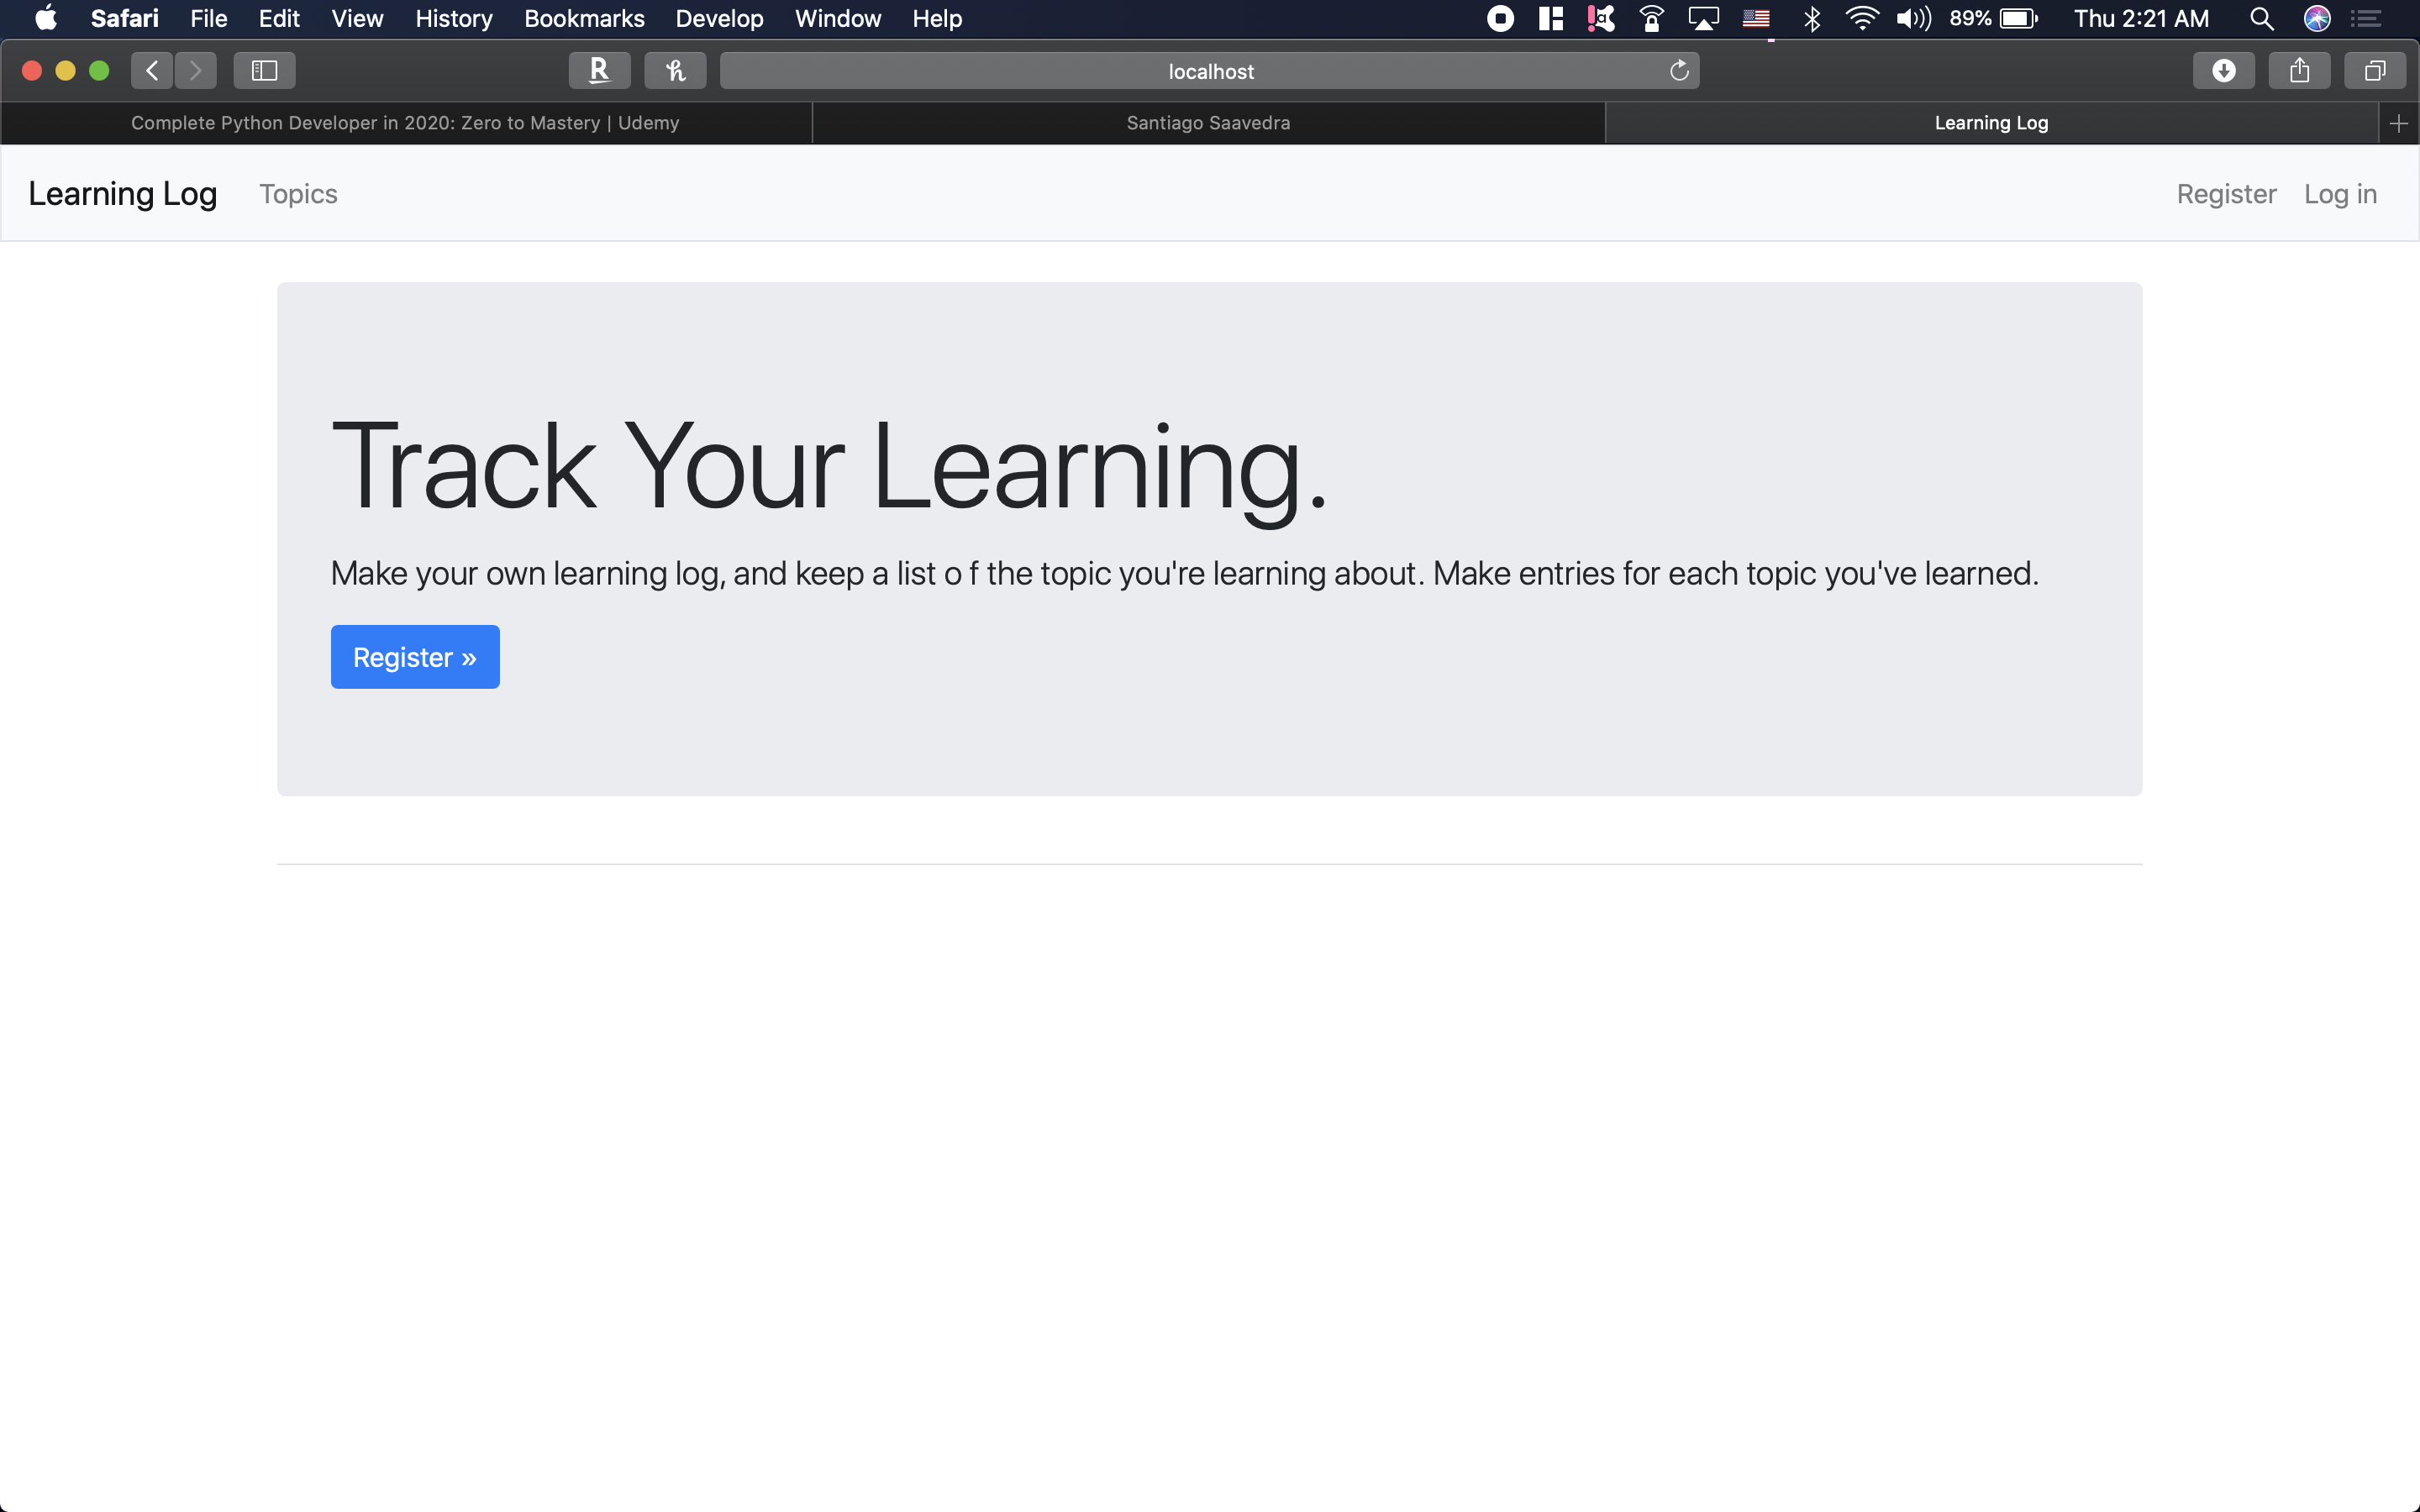 Safari File Edit View History Bookmarks Develop Window Help 89% Thu 2:21 AM
R h localhost
Complete Python Developer in 2020: Zero to Mastery | Udemy Santiago Saavedra Learning Log
Learning Log Topics Register Log in
Track Your Learning.
Make your own learning log, and keep a list o f the topic you're learning about. Make entries for each topic you've learned.
Register »